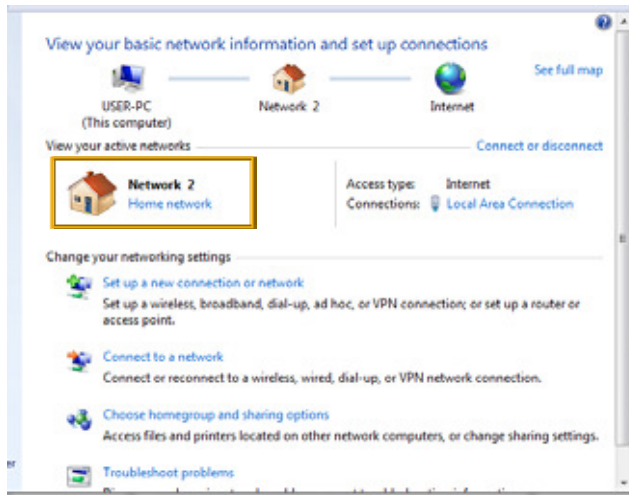 View your basic network information and set up connections
See full map
USER-PC
(This computer)
Network 2
Internet
View your active networks
Connect or disconnect
Network 2
Home network
Access type: Internet
Connections: Local Area Connection
Change your networking settings
Set up a new connection or network
Set up a wireless, broadband, dial-up, ad hoc, or VPN connection; or set up a router or
access point.
Connect to a network
Connect or reconnect to a wireless, wired, dial-up, or VPN network connection.
Choose homegroup and sharing options
Access files and printers located on other network computers, or change sharing settings.
Troubleshoot problems